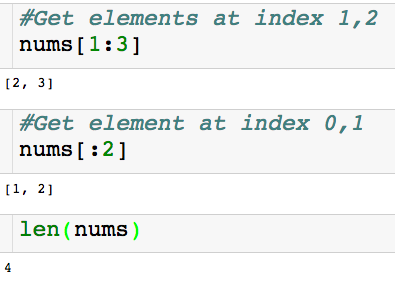 #Get elements at index 1,2
nums[1:3]
[2, 3]
#Get element at index 0,1
nums[:2]
[1, 2]
len(nums)
4